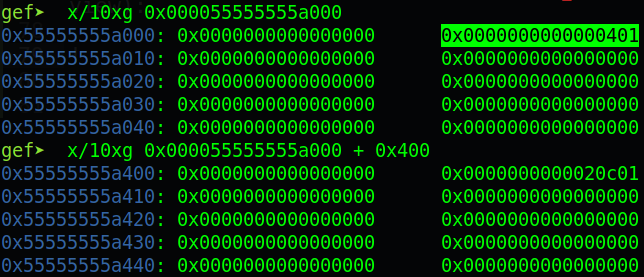 gef➤  x/10xg 0x000055555555a000
0x55555555a000: 0x0000000000000000 0x0000000000000401
0x55555555a010: 0x0000000000000000 0x0000000000000000
0x55555555a020: 0x0000000000000000 0x0000000000000000
0x55555555a030: 0x0000000000000000 0x0000000000000000
0x55555555a040: 0x0000000000000000 0x0000000000000000
gef➤  x/10xg 0x000055555555a000 + 0x400
0x55555555a400: 0x0000000000000000 0x0000000000020c01
0x55555555a410: 0x0000000000000000 0x0000000000000000
0x55555555a420: 0x0000000000000000 0x0000000000000000
0x55555555a430: 0x0000000000000000 0x0000000000000000
0x55555555a440: 0x0000000000000000 0x0000000000000000